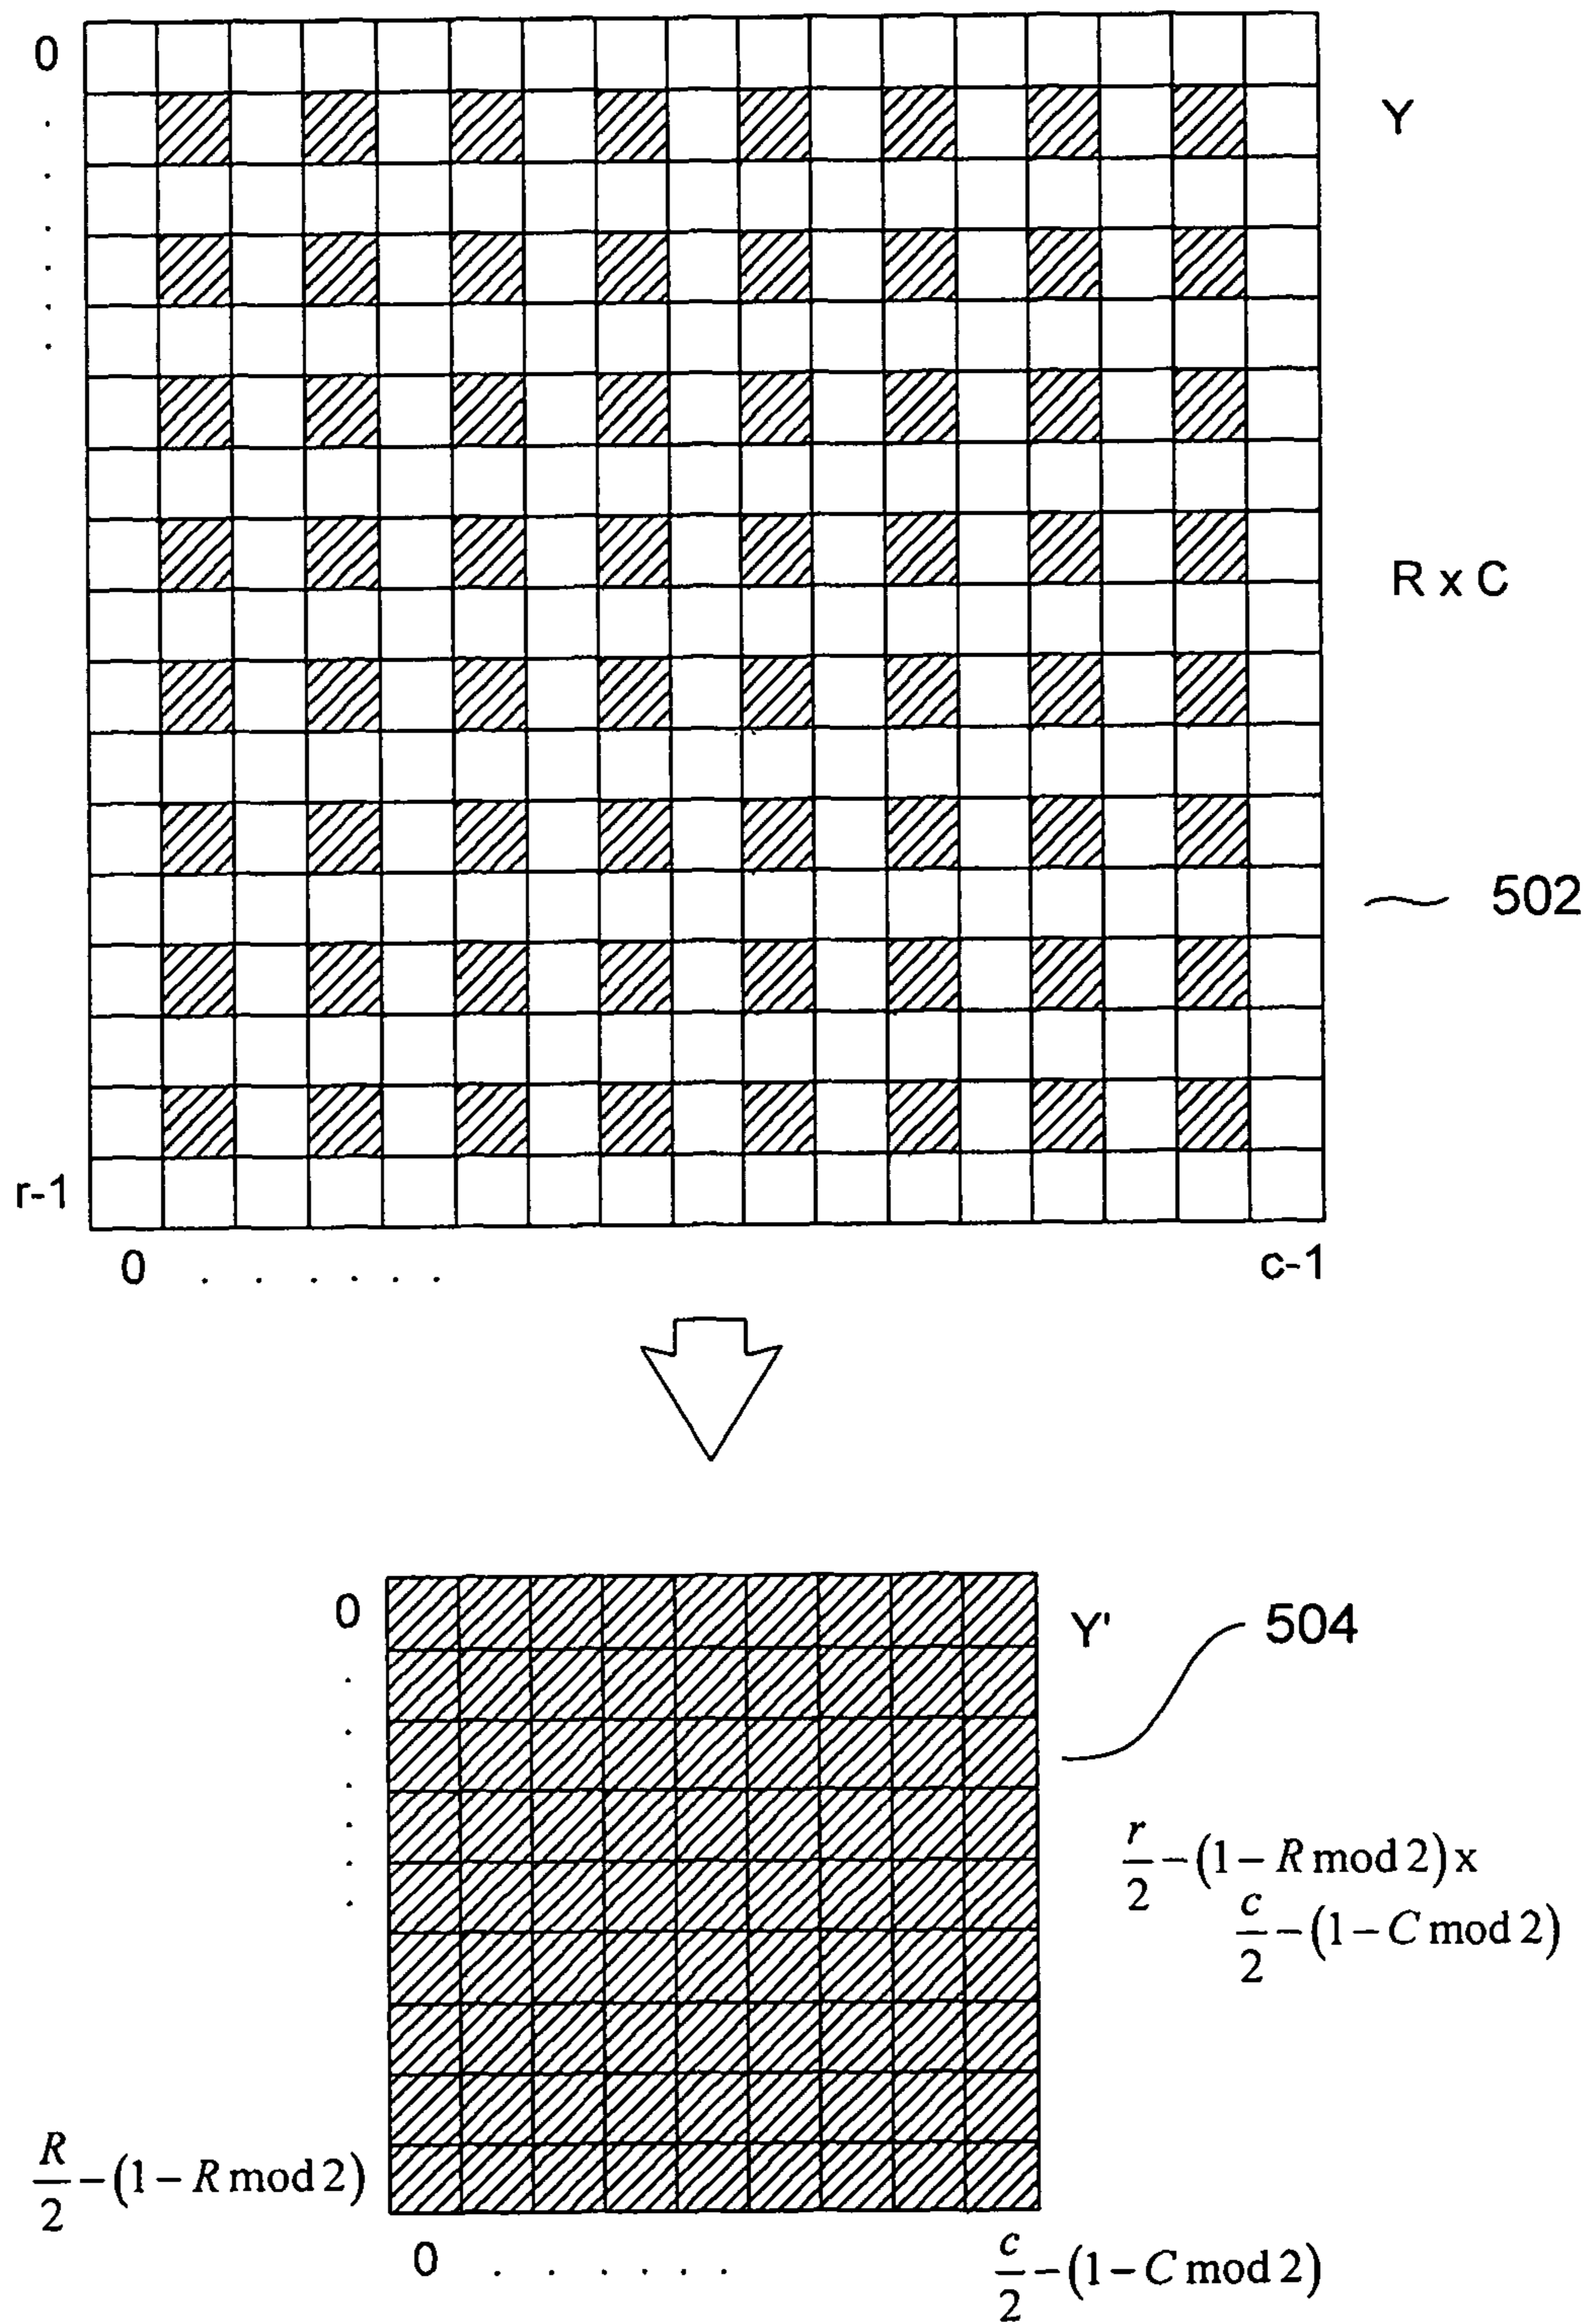 0
Y
.
.
.
.
.
.
R x C
502
r-1
0 . . . . . . c-1
0
Y'
504
.
.
.
.
.
.
r/2 - (1 - R mod 2) x
c/2 - (1 - C mod 2)
R/2 - (1 - R mod 2)
0 . . . . . . c/2 - (1 - C mod 2)